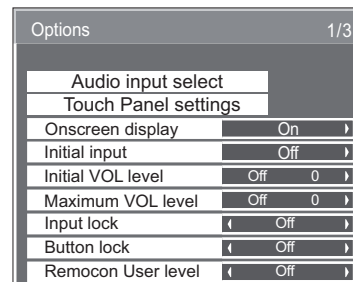 Options 1/3
Audio input select
Touch Panel settings
Onscreen display On
Initial input Off
Initial VOL level Off 0
Maximum VOL level Off 0
Input lock Off
Button lock Off
Remocon User level Off